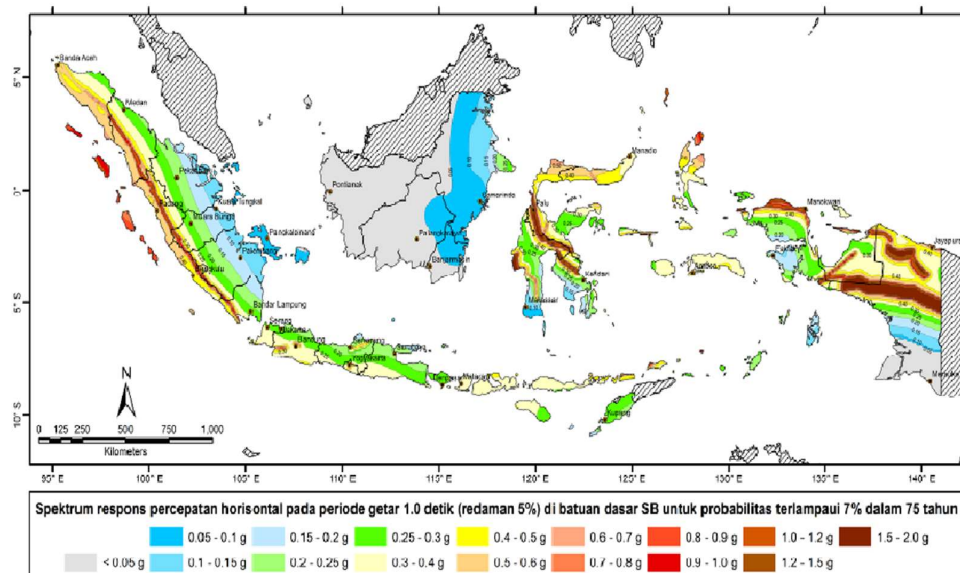 5° N
0°
5° S
10° S
Banda Aceh
Medan
Padang
Kuala Tungkal
Muara Bungo
Palembang
Pangkalpinang
Bengkulu
Bandar Lampung
Serang
Jakarta
Bandung
Semarang
Yogyakarta
Surabaya
Denpasar
Mataram
Kupang
Pontianak
Palangkaraya
Banjarmasin
Samarinda
Manado
Palu
Kendari
Makassar
Ambon
Manokwari
Jayapura
N
0 125 250 500 750 1,000
Kilometers
95° E 100° E 105° E 110° E 115° E 120° E 125° E 130° E 135° E 140° E
Spektrum respons percepatan horisontal pada periode getar 1.0 detik (redaman 5%) di batuan dasar SB untuk probabilitas terlampaui 7% dalam 75 tahun
0.05 - 0.1 g 0.15 - 0.2 g 0.25 - 0.3 g 0.4 - 0.5 g 0.6 - 0.7 g 0.8 - 0.9 g 1.0 - 1.2 g 1.5 - 2.0 g
< 0.05 g 0.1 - 0.15 g 0.2 - 0.25 g 0.3 - 0.4 g 0.5 - 0.6 g 0.7 - 0.8 g 0.9 - 1.0 g 1.2 - 1.5 g